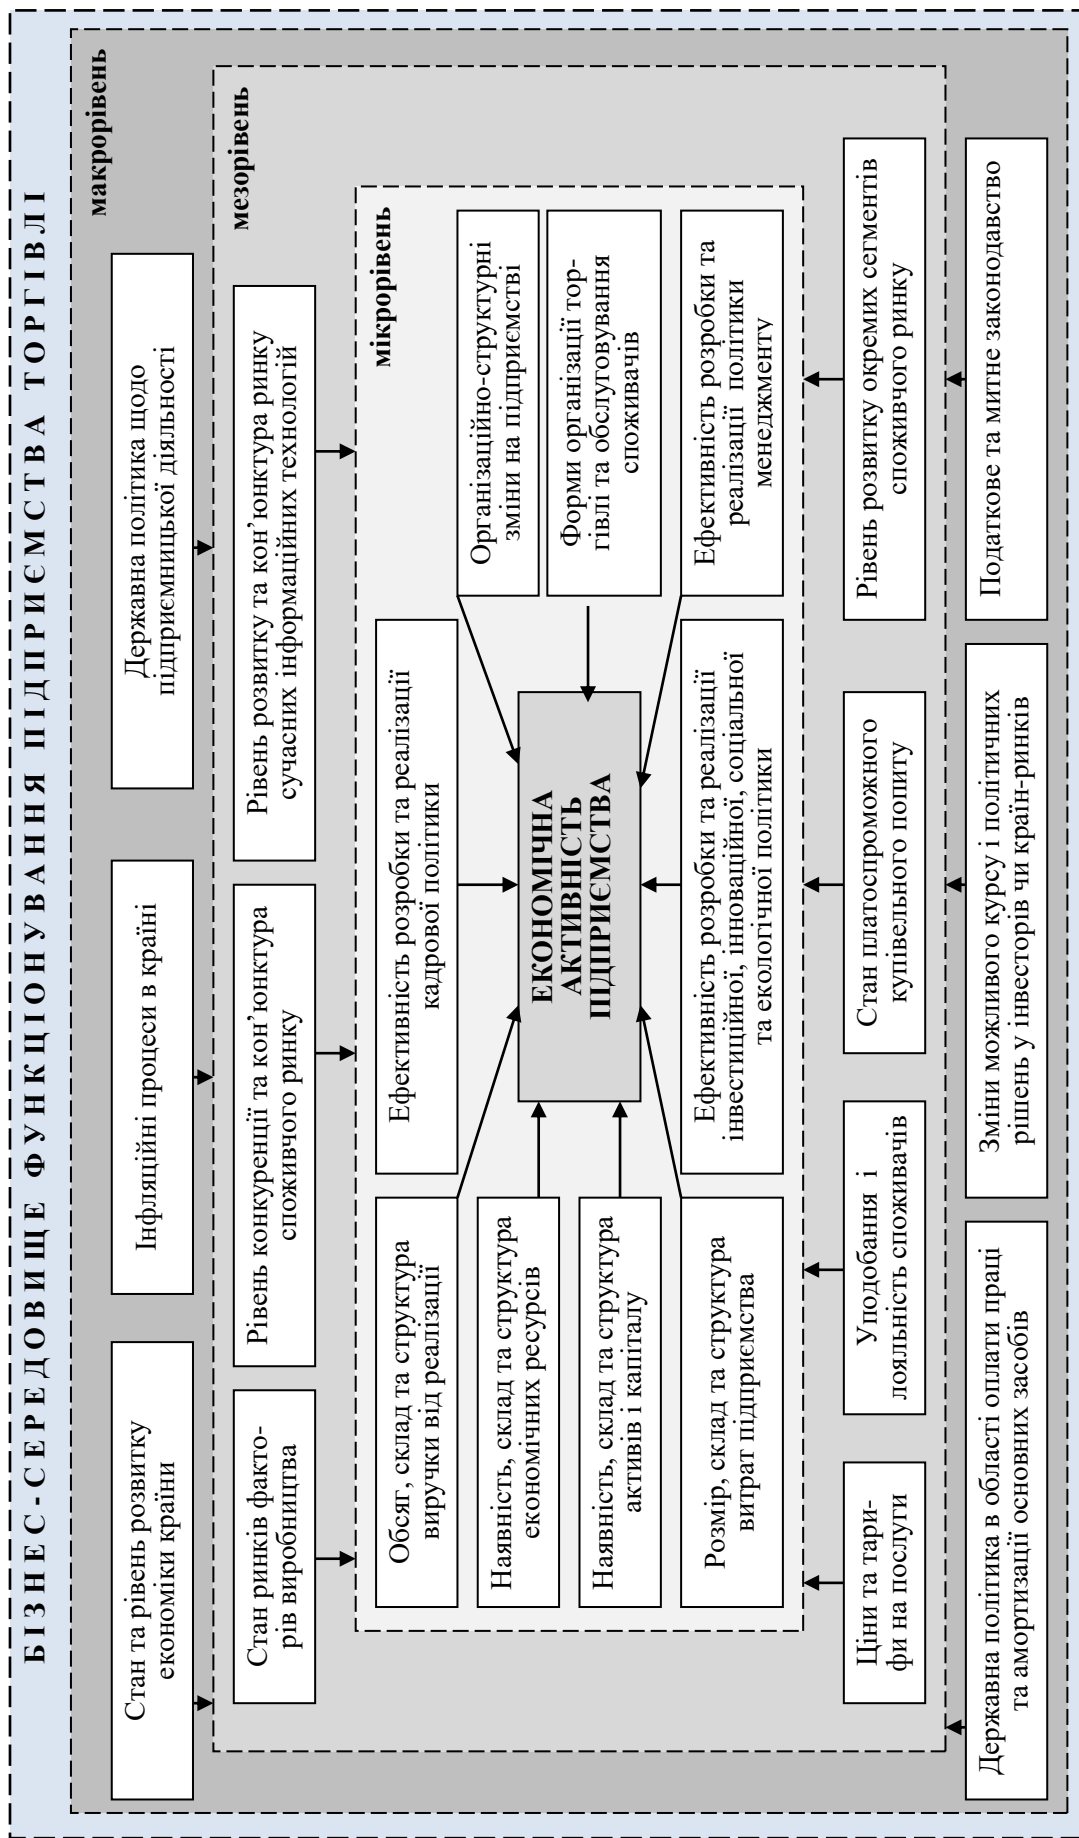 БІЗНЕС-СЕРЕДОВИЩЕ ФУНКЦІОНУВАННЯ ПІДПРИЄМСТВА ТОРГІВЛІ
макрорівень
Стан та рівень розвитку
економіки країни
Інфляційні процеси в країні
Державна політика щодо
підприємницької діяльності
мезорівень
Стан ринків факто-
рів виробництва
Рівень конкуренції та кон’юнктура
споживчого ринку
Рівень розвитку та кон’юнктура ринку
сучасних інформаційних технологій
мікрорівень
Обсяг, склад та структура
виручки від реалізації
Ефективність розробки та реалізації
кадрової політики
Організаційно-структурні
зміни на підприємстві
Наявність, склад та структура
економічних ресурсів
ЕКОНОМІЧНА
АКТИВНІСТЬ
ПІДПРИЄМСТВА
Форми організації тор-
гівлі та обслуговування
споживачів
Наявність, склад та структура
активів і капіталу
Розмір, склад та структура
витрат підприємства
Ефективність розробки та реалізації
інвестиційної, інноваційної, соціальної
та екологічної політики
Ефективність розробки та
реалізації політики
менеджменту
Ціни та тари-
фи на послуги
Уподобання і
лояльність споживачів
Стан платоспроможного
купівельного попиту
Рівень розвитку окремих сегментів
споживчого ринку
Державна політика в області оплати праці
та амортизації основних засобів
Зміни можливого курсу і політичних
рішень у інвесторів чи країн-ринків
Податкове та митне законодавство